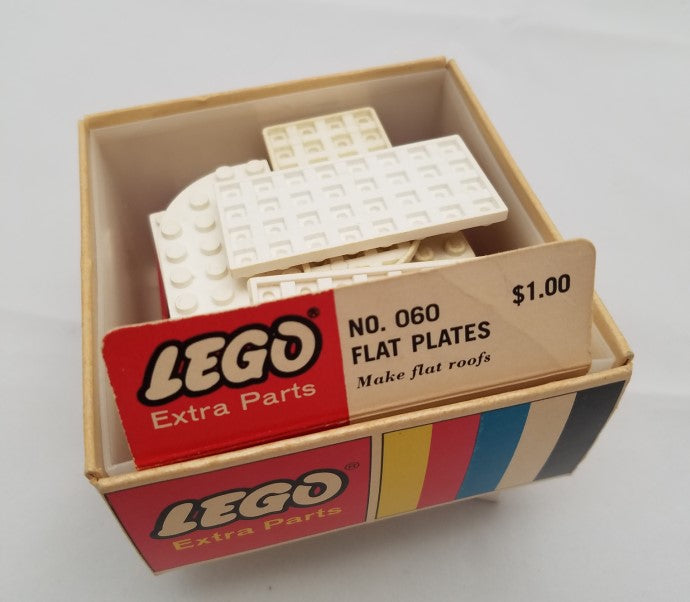 LEGO®
Extra Parts
NO. 060
FLAT PLATES
Make flat roofs
$1.00
LEGO®
Extra Parts